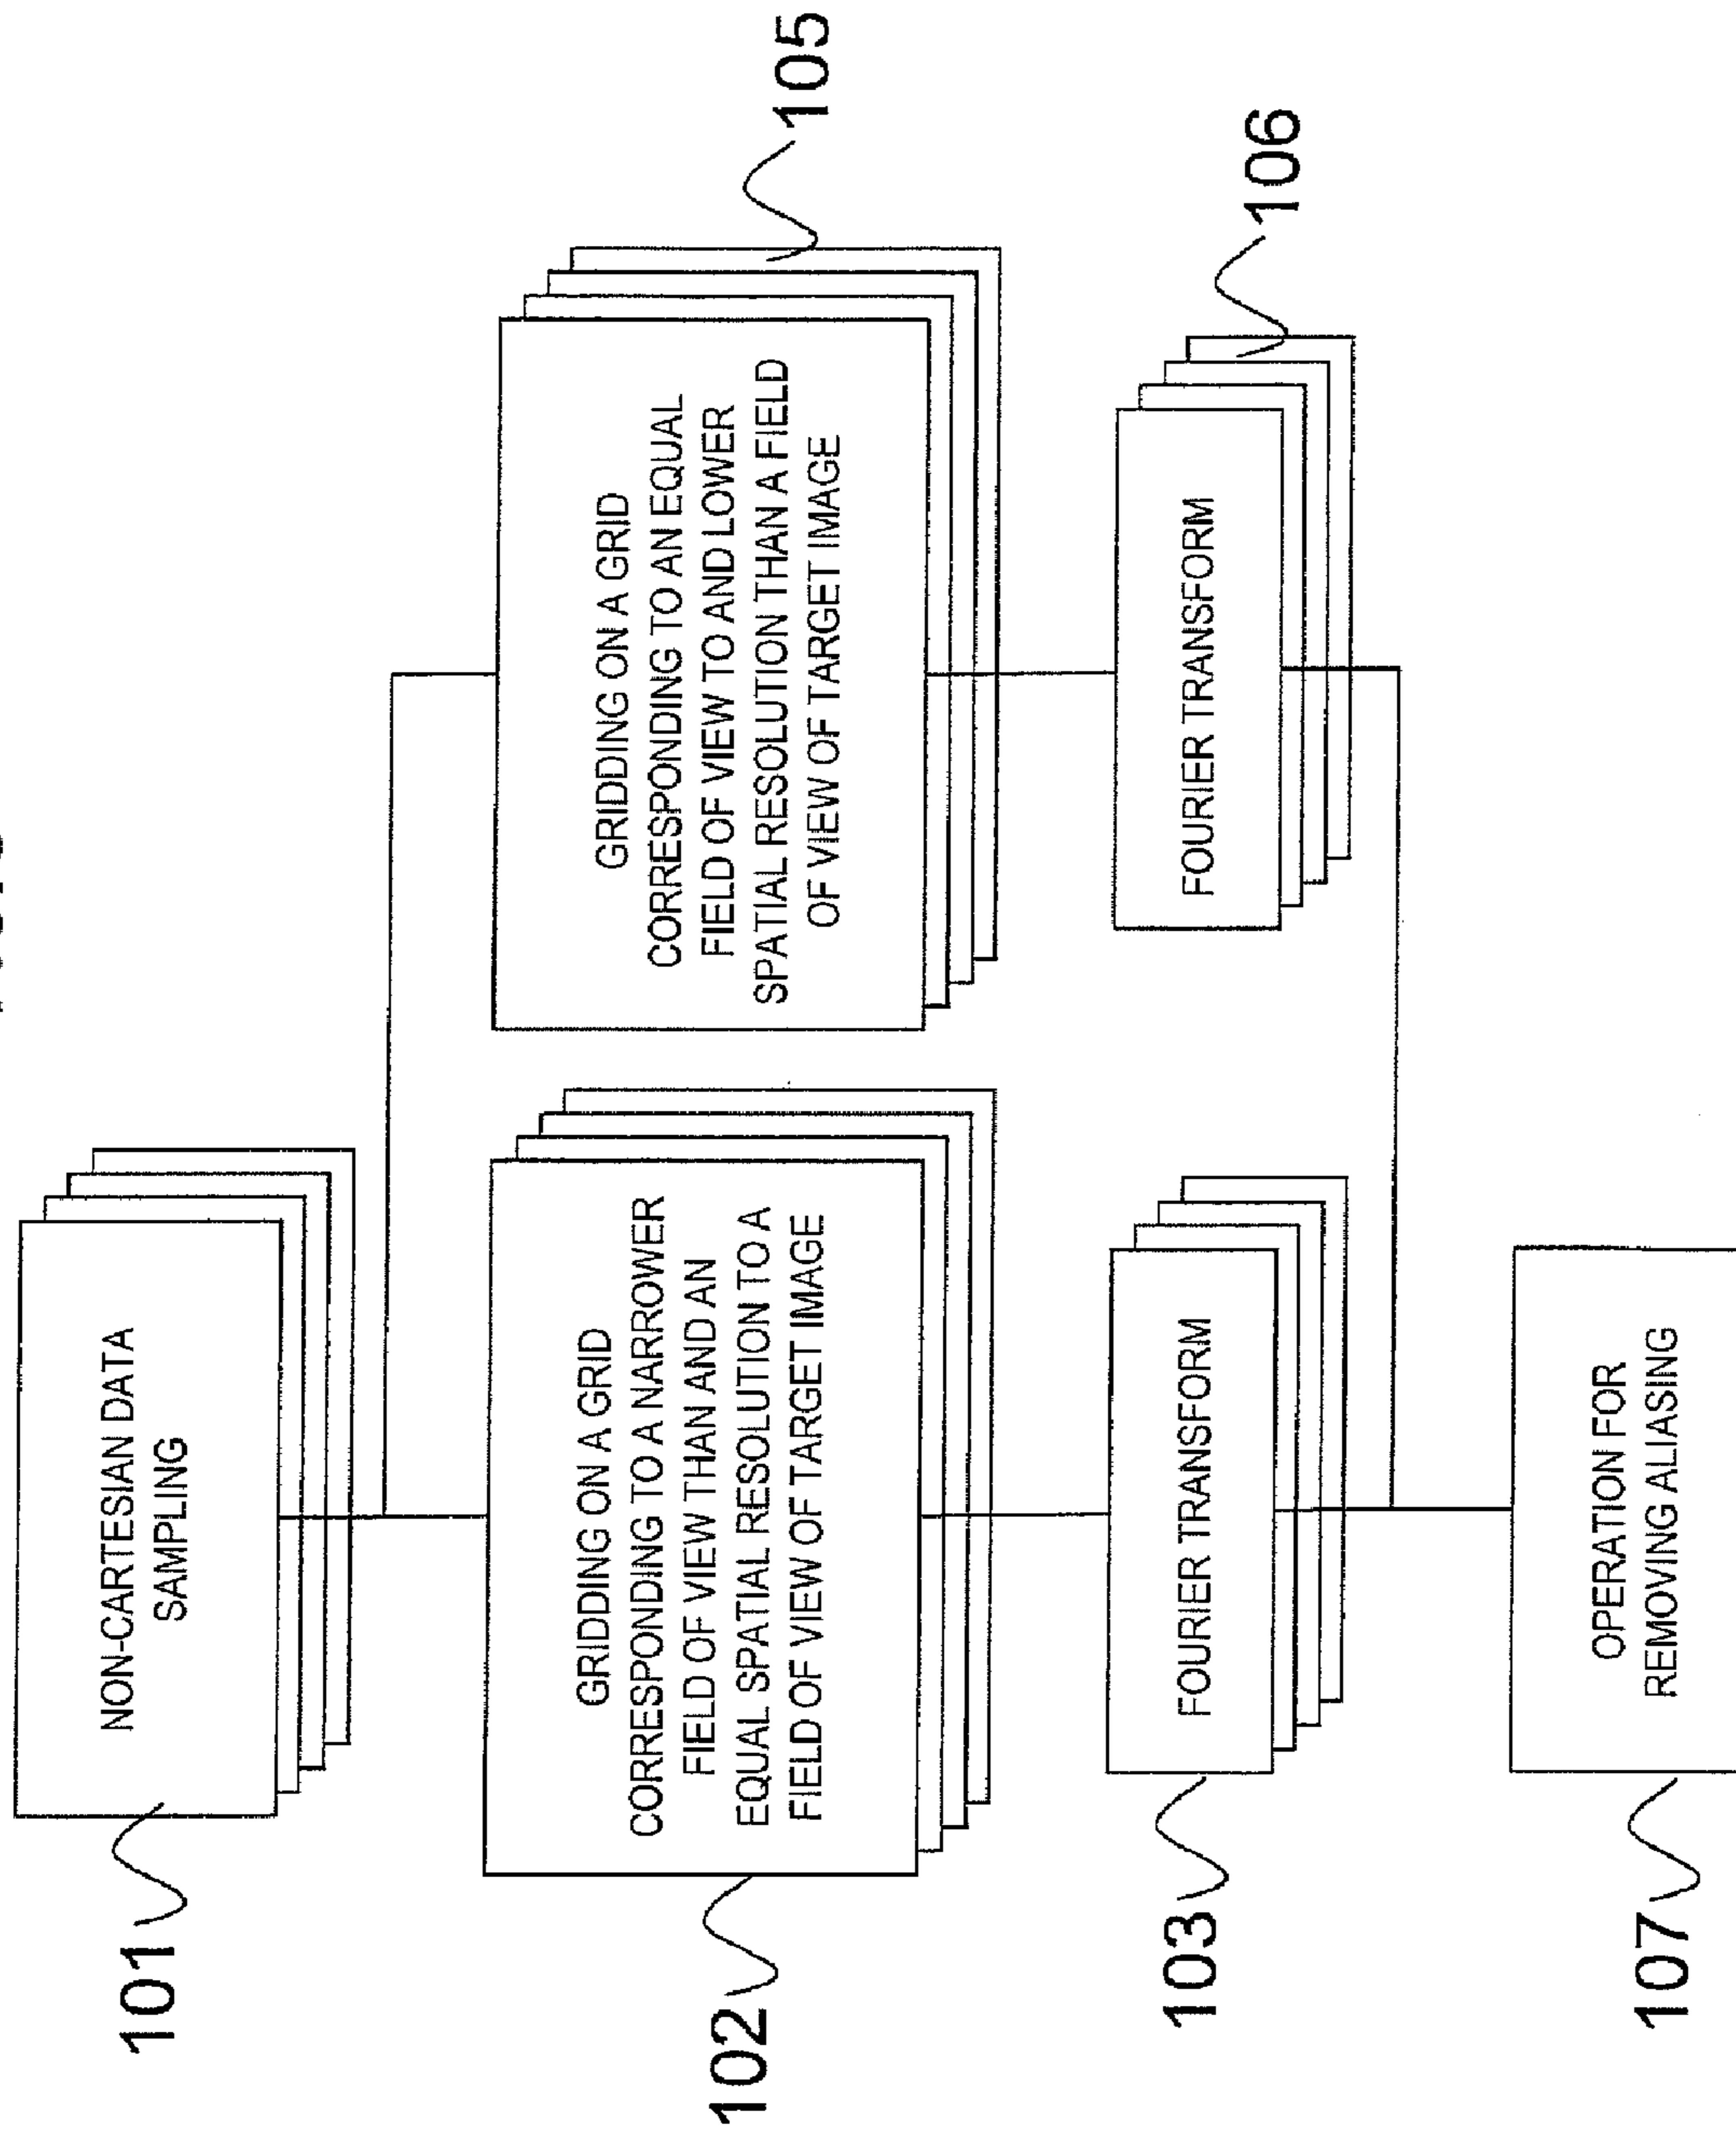 101
NON-CARTESIAN DATA
SAMPLING
102
GRIDDING ON A GRID
CORRESPONDING TO A NARROWER
FIELD OF VIEW THAN AND AN
EQUAL SPATIAL RESOLUTION TO A
FIELD OF VIEW OF TARGET IMAGE
GRIDDING ON A GRID
CORRESPONDING TO AN EQUAL
FIELD OF VIEW TO AND LOWER
SPATIAL RESOLUTION THAN A FIELD
OF VIEW OF TARGET IMAGE
105
103
FOURIER TRANSFORM
FOURIER TRANSFORM
106
107
OPERATION FOR
REMOVING ALIASING